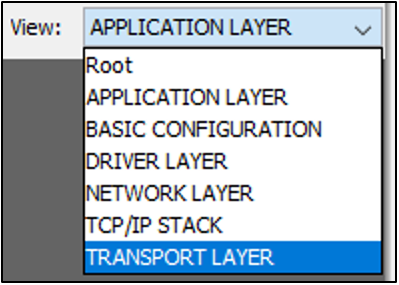 View: APPLICATION LAYER
Root
APPLICATION LAYER
BASIC CONFIGURATION
DRIVER LAYER
NETWORK LAYER
TCP/IP STACK
TRANSPORT LAYER